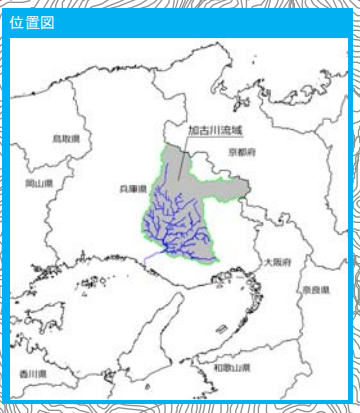 位置図
加古川流域
鳥取県
京都府
岡山県
兵庫県
大阪府
奈良県
和歌山県
香川県